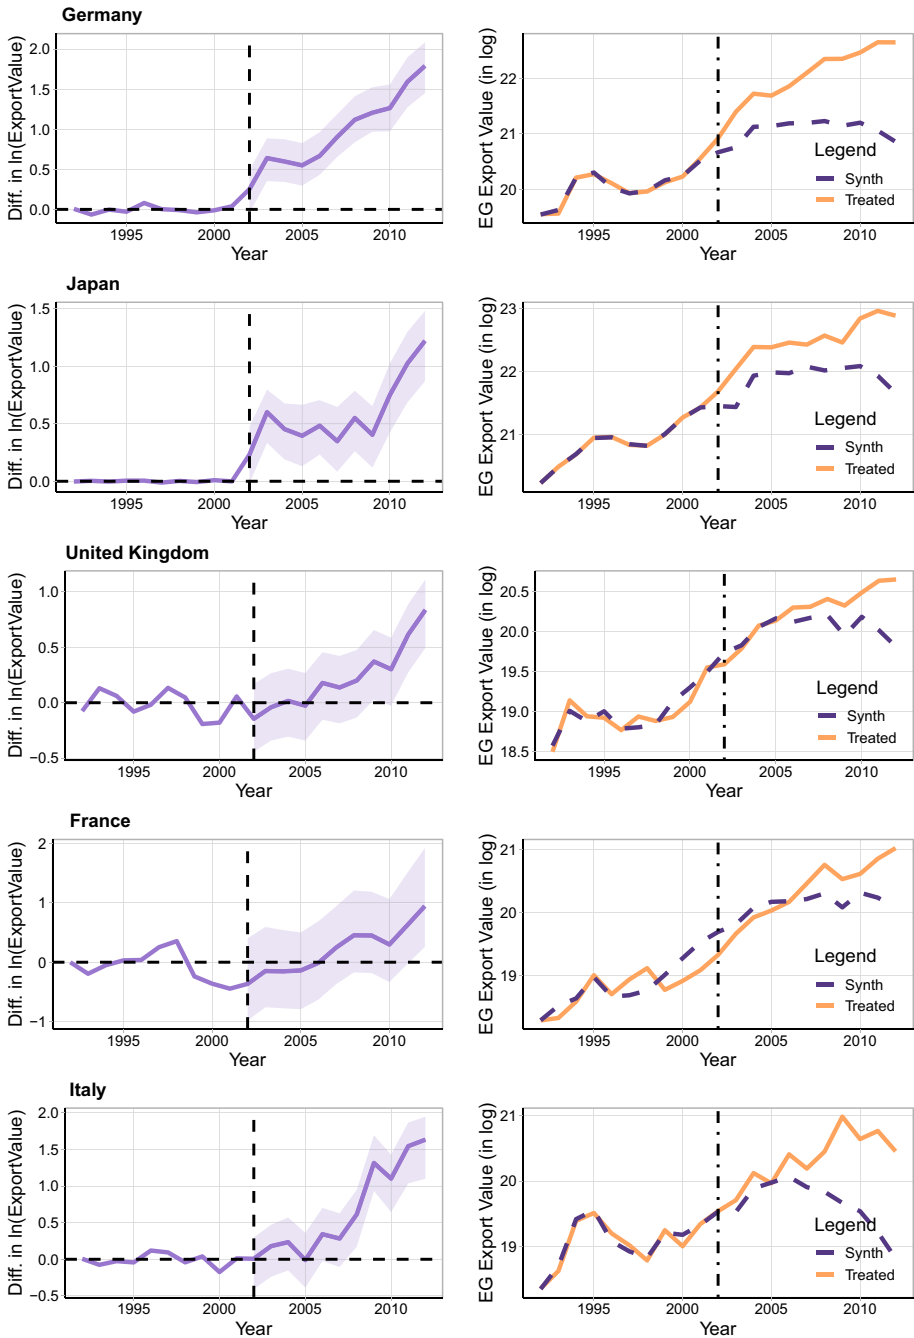 Germany
Diff. in ln(ExportValue)
2.0
1.5
1.0
0.5
0.0
1995 2000 2005 2010
Year
EG Export Value (in log)
22
21
20
Legend
Synth
Treated
1995 2000 2005 2010
Year
Japan
Diff. in ln(ExportValue)
1.5
1.0
0.5
0.0
1995 2000 2005 2010
Year
EG Export Value (in log)
23
22
21
Legend
Synth
Treated
1995 2000 2005 2010
Year
United Kingdom
Diff. in ln(ExportValue)
1.0
0.5
0.0
−0.5
1995 2000 2005 2010
Year
EG Export Value (in log)
20.5
20.0
19.5
19.0
18.5
Legend
Synth
Treated
1995 2000 2005 2010
Year
France
Diff. in ln(ExportValue)
2
1
0
−1
1995 2000 2005 2010
Year
EG Export Value (in log)
21
20
19
Legend
Synth
Treated
1995 2000 2005 2010
Year
Italy
Diff. in ln(ExportValue)
2.0
1.5
1.0
0.5
0.0
−0.5
1995 2000 2005 2010
Year
EG Export Value (in log)
21
20
19
Legend
Synth
Treated
1995 2000 2005 2010
Year